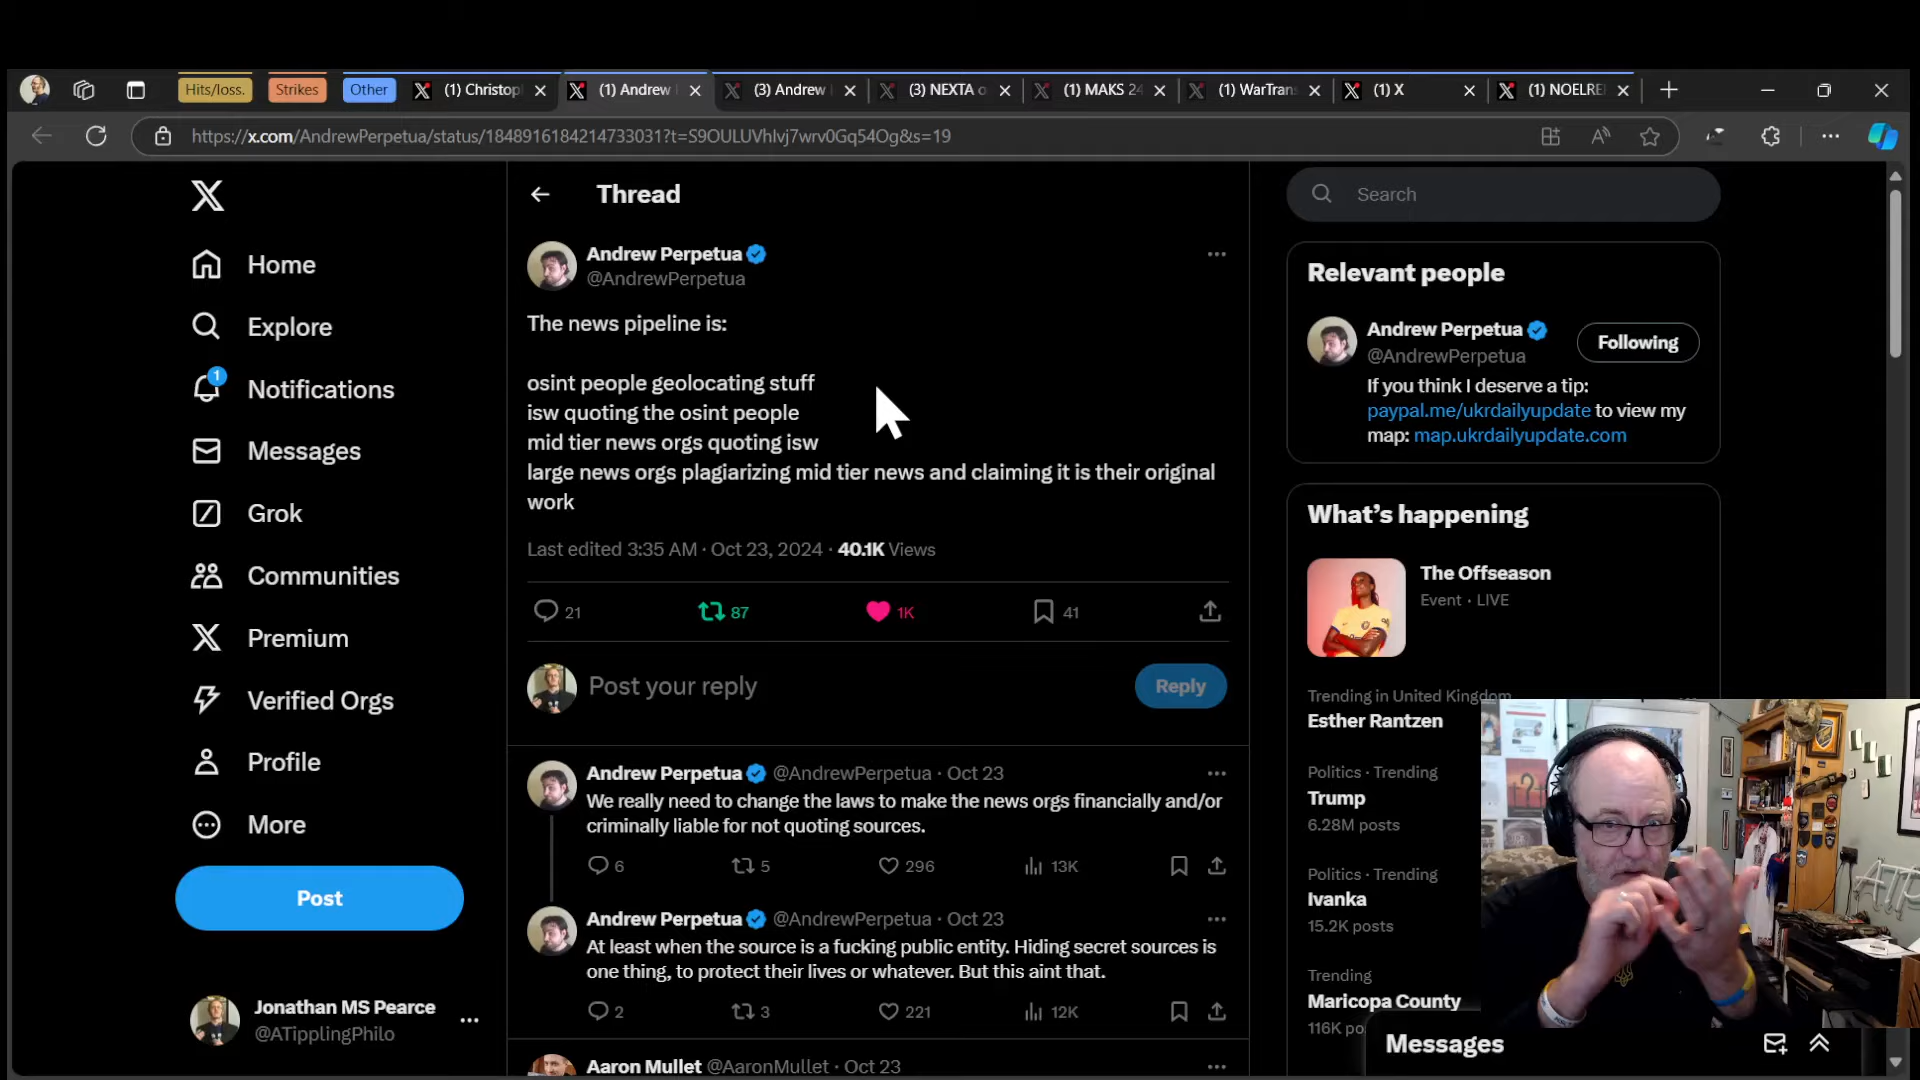 Hits/loss.
Strikes
Other
(1) Christop
(1) Andrew
(3) Andrew
(3) NEXTA o
(1) MAKS 24
(1) WarTrans
(1) X
(1) NOELRE
https://x.com/AndrewPerpetua/status/1848916184214733031?t=S9OULUVhlvj7wrv0Gq54Og&s=19
Home
Explore
1
Notifications
Messages
Grok
Communities
Premium
Verified Orgs
Profile
More
Post
Jonathan MS Pearce
@ATipplingPhilo
Thread
Andrew Perpetua
@AndrewPerpetua
The news pipeline is:
osint people geolocating stuff
isw quoting the osint people
mid tier news orgs quoting isw
large news orgs plagiarizing mid tier news and claiming it is their original
work
Last edited 3:35 AM · Oct 23, 2024 · 40.1K Views
21 87 1K 41
Post your reply
Reply
Andrew Perpetua @AndrewPerpetua · Oct 23
We really need to change the laws to make the news orgs financially and/or
criminally liable for not quoting sources.
6 5 296 13K
Andrew Perpetua @AndrewPerpetua · Oct 23
At least when the source is a fucking public entity. Hiding secret sources is
one thing, to protect their lives or whatever. But this aint that.
2 3 221 12K
Aaron Mullet @AaronMullet · Oct 23
Search
Relevant people
Andrew Perpetua
@AndrewPerpetua
Following
If you think I deserve a tip:
paypal.me/ukrdailyupdate to view my
map: map.ukrdailyupdate.com
What's happening
The Offseason
Event · LIVE
Trending in United Kingdom
Esther Rantzen
Politics · Trending
Trump
6.28M posts
Politics · Trending
Ivanka
15.2K posts
Trending
Maricopa County
116K po
Messages